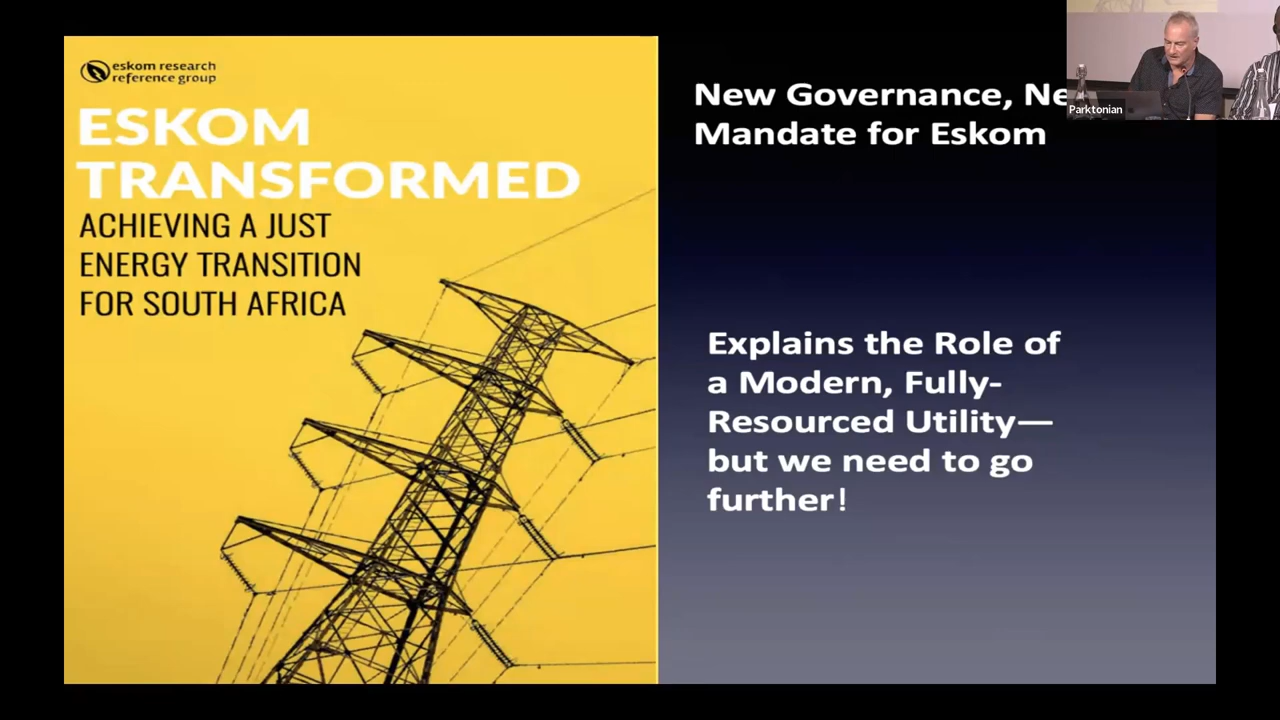 eskom research
reference group
ESKOM
TRANSFORMED
ACHIEVING A JUST
ENERGY TRANSITION
FOR SOUTH AFRICA
New Governance, Ne
Mandate for Eskom
Parktonian
Explains the Role of
a Modern, Fully-
Resourced Utility—
but we need to go
further!